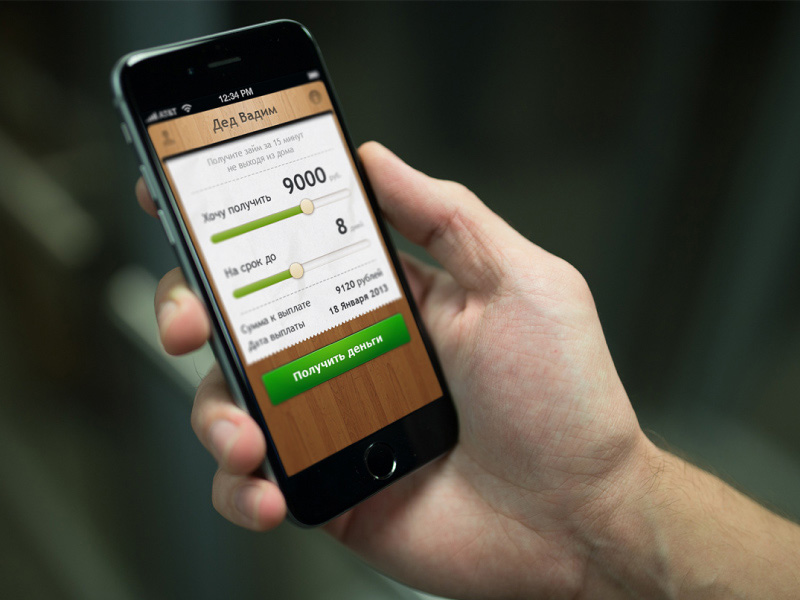 AT&T
12:34 PM
Дед Вадим
Получите займ за 15 минут
не выходя из дома
Хочу получить 9000 руб.
На срок до 8 дней
Сумма к выплате 9120 рублей
Дата выплаты 18 Января 2013
Получить деньги